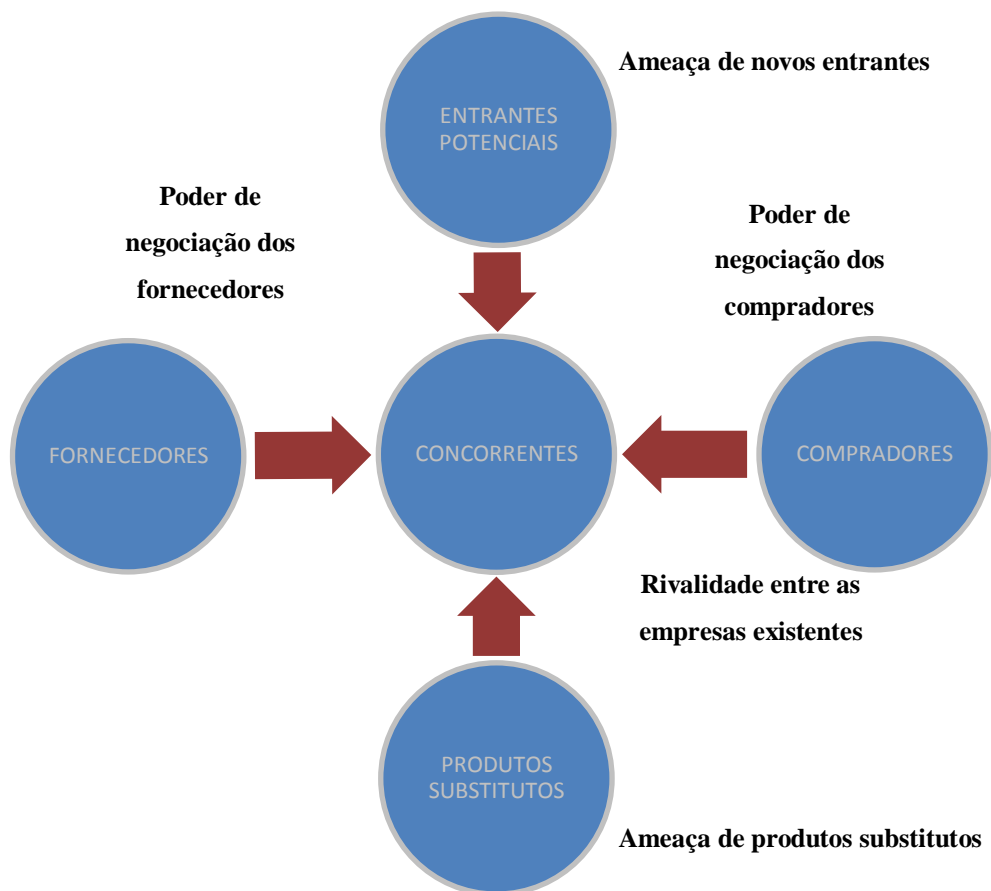 Ameaça de novos entrantes
ENTRANTES
POTENCIAIS
Poder de
negociação dos
fornecedores
Poder de
negociação dos
compradores
FORNECEDORES
CONCORRENTES
COMPRADORES
Rivalidade entre as
empresas existentes
PRODUTOS
SUBSTITUTOS
Ameaça de produtos substitutos